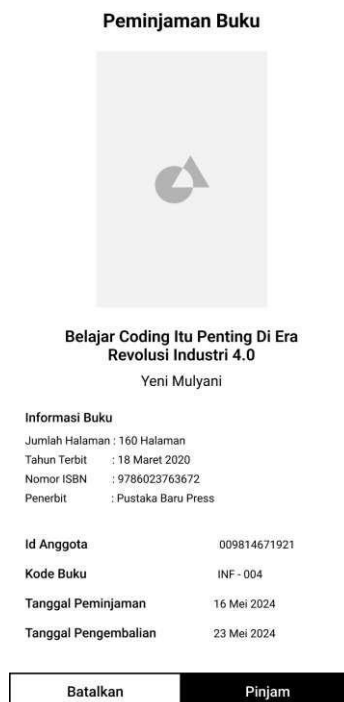 Peminjaman Buku
Belajar Coding Itu Penting Di Era
Revolusi Industri 4.0
Yeni Mulyani
Informasi Buku
Jumlah Halaman : 160 Halaman
Tahun Terbit : 18 Maret 2020
Nomor ISBN : 9786023763672
Penerbit : Pustaka Baru Press
Id Anggota 009814671921
Kode Buku INF - 004
Tanggal Peminjaman 16 Mei 2024
Tanggal Pengembalian 23 Mei 2024
Batalkan Pinjam